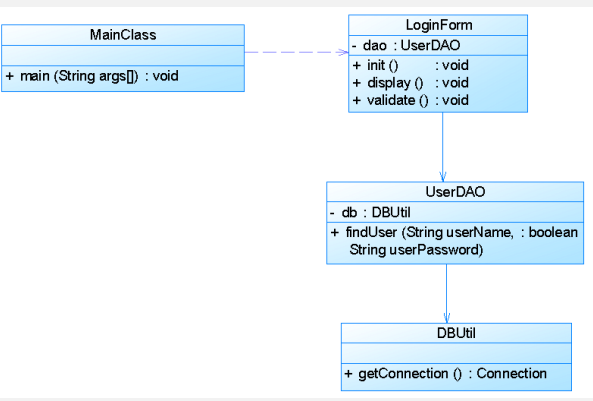 MainClass
+ main (String args[]) : void
LoginForm
- dao : UserDAO
+ init () : void
+ display () : void
+ validate () : void
UserDAO
- db : DBUtil
+ findUser (String userName, : boolean
String userPassword)
DBUtil
+ getConnection () : Connection